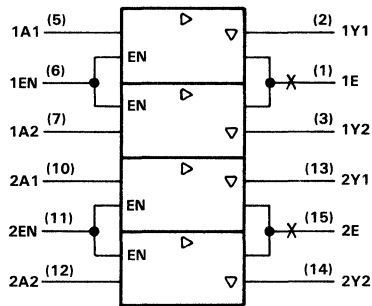 1A1 (5) (2) 1Y1
EN
1EN (6) (1) 1E
EN
1A2 (7) (3) 1Y2
2A1 (10) (13) 2Y1
EN
2EN (11) (15) 2E
EN
2A2 (12) (14) 2Y2